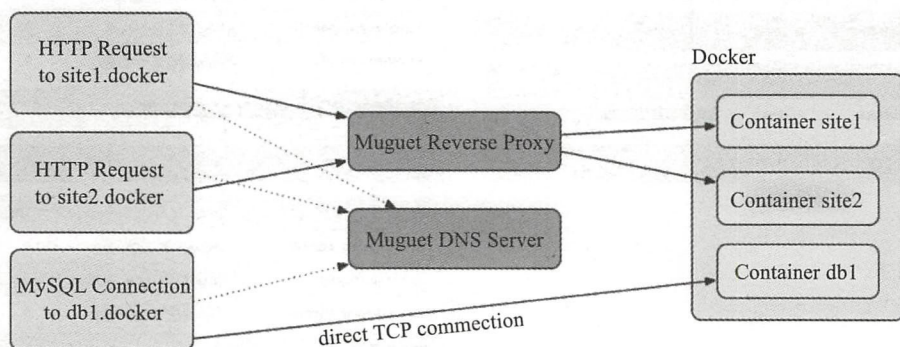 HTTP Request
to site1.docker
HTTP Request
to site2.docker
MySQL Connection
to db1.docker
Muguet Reverse Proxy
Muguet DNS Server
direct TCP commection
Docker
Container site1
Container site2
Container db1